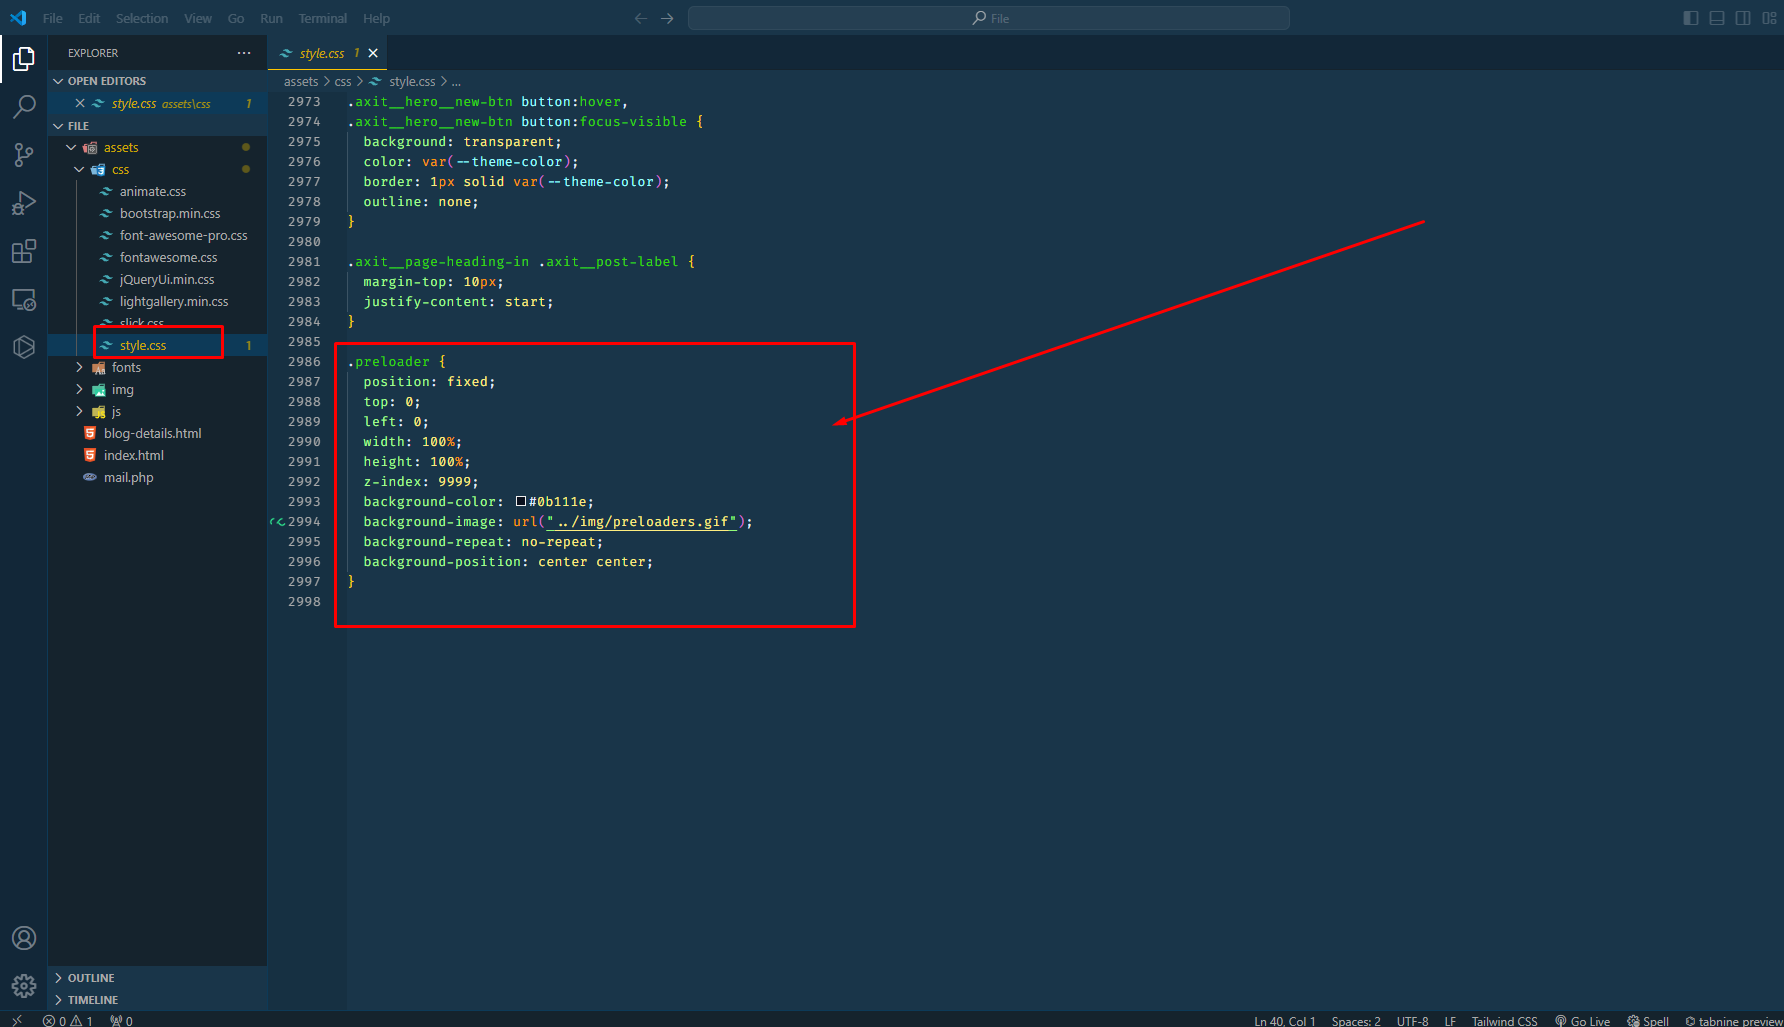 File Edit Selection View Go Run Terminal Help
File
EXPLORER
OPEN EDITORS
style.css assets\css 1
FILE
assets
css
animate.css
bootstrap.min.css
font-awesome-pro.css
fontawesome.css
jQueryUi.min.css
lightgallery.min.css
slick.css
style.css 1
fonts
img
js
blog-details.html
index.html
mail.php
OUTLINE
TIMELINE
style.css 1
assets > css > style.css > ...
2973 .axit__hero__new-btn button:hover,
2974 .axit__hero__new-btn button:focus-visible {
2975 background: transparent;
2976 color: var(--theme-color);
2977 border: 1px solid var(--theme-color);
2978 outline: none;
2979 }
2980
2981 .axit__page-heading-in .axit__post-label {
2982 margin-top: 10px;
2983 justify-content: start;
2984 }
2985
2986 .preloader {
2987 position: fixed;
2988 top: 0;
2989 left: 0;
2990 width: 100%;
2991 height: 100%;
2992 z-index: 9999;
2993 background-color: #0b111e;
2994 background-image: url("../img/preloaders.gif");
2995 background-repeat: no-repeat;
2996 background-position: center center;
2997 }
2998
0 1 0
Ln 40, Col 1 Spaces: 2 UTF-8 LF Tailwind CSS Go Live Spell tabnine preview